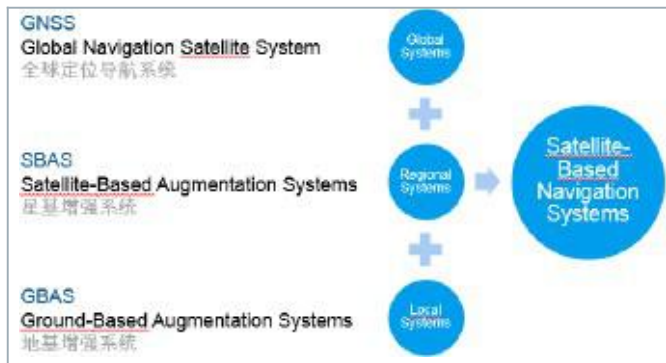 GNSS
Global Navigation Satellite System
全球定位导航系统
Global
Systems
SBAS
Satellite-Based Augmentation Systems
星基增强系统
Regional
Systems
Satellite-
Based
Navigation
Systems
GBAS
Ground-Based Augmentation Systems
地基增强系统
Local
Systems